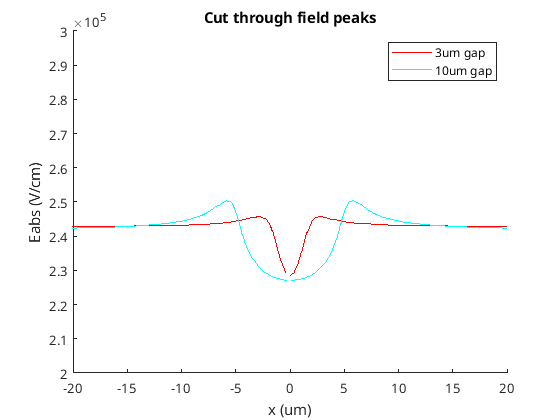 Cut through field peaks
×10^5
3
2.9
2.8
2.7
2.6
2.5
2.4
2.3
2.2
2.1
2
Eabs (V/cm)
3um gap
10um gap
-20 -15 -10 -5 0 5 10 15 20
x (um)